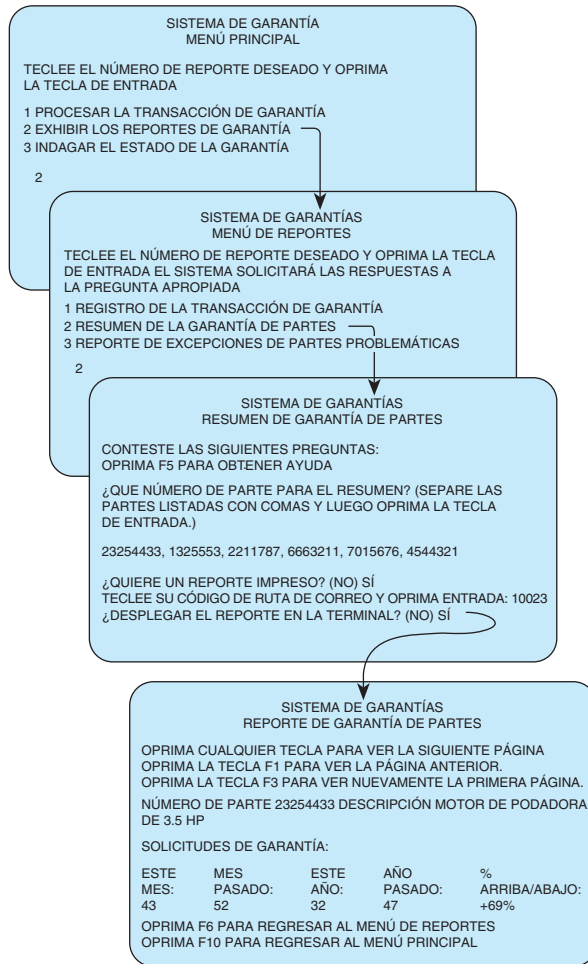 SISTEMA DE GARANTÍA
MENÚ PRINCIPAL
TECLEE EL NÚMERO DE REPORTE DESEADO Y OPRIMA
LA TECLA DE ENTRADA
1 PROCESAR LA TRANSACCIÓN DE GARANTÍA
2 EXHIBIR LOS REPORTES DE GARANTÍA
3 INDAGAR EL ESTADO DE LA GARANTÍA
2
SISTEMA DE GARANTÍAS
MENÚ DE REPORTES
TECLEE EL NÚMERO DE REPORTE DESEADO Y OPRIMA LA TECLA
DE ENTRADA EL SISTEMA SOLICITARÁ LAS RESPUESTAS A
LA PREGUNTA APROPIADA
1 REGISTRO DE LA TRANSACCIÓN DE GARANTÍA
2 RESUMEN DE LA GARANTÍA DE PARTES
3 REPORTE DE EXCEPCIONES DE PARTES PROBLEMÁTICAS
2
SISTEMA DE GARANTÍAS
RESUMEN DE GARANTÍA DE PARTES
CONTESTE LAS SIGUIENTES PREGUNTAS:
OPRIMA F5 PARA OBTENER AYUDA
¿QUE NÚMERO DE PARTE PARA EL RESUMEN? (SEPARE LAS
PARTES LISTADAS CON COMAS Y LUEGO OPRIMA LA TECLA
DE ENTRADA.)
23254433, 1325553, 2211787, 6663211, 7015676, 4544321
¿QUIERE UN REPORTE IMPRESO? (NO) SÍ
TECLEE SU CÓDIGO DE RUTA DE CORREO Y OPRIMA ENTRADA: 10023
¿DESPLEGAR EL REPORTE EN LA TERMINAL? (NO) SÍ
SISTEMA DE GARANTÍAS
REPORTE DE GARANTÍA DE PARTES
OPRIMA CUALQUIER TECLA PARA VER LA SIGUIENTE PÁGINA
OPRIMA LA TECLA F1 PARA VER LA PÁGINA ANTERIOR.
OPRIMA LA TECLA F3 PARA VER NUEVAMENTE LA PRIMERA PÁGINA.
NÚMERO DE PARTE 23254433 DESCRIPCIÓN MOTOR DE PODADORA
DE 3.5 HP
SOLICITUDES DE GARANTÍA:
ESTE MES ESTE AÑO %
MES: PASADO: AÑO: PASADO: ARRIBA/ABAJO:
43 52 32 47 +69%
OPRIMA F6 PARA REGRESAR AL MENÚ DE REPORTES
OPRIMA F10 PARA REGRESAR AL MENÚ PRINCIPAL